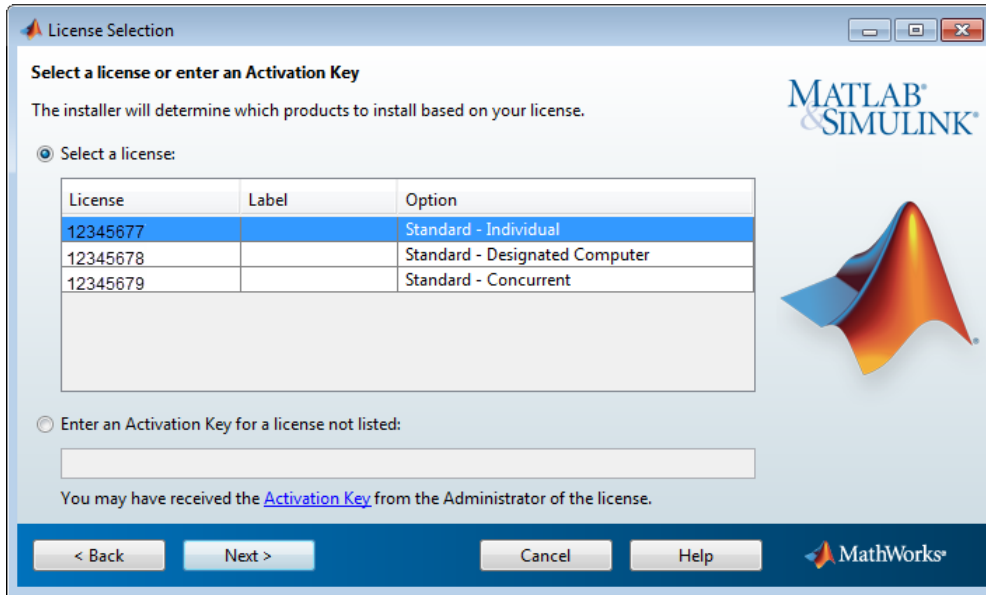 License Selection
Select a license or enter an Activation Key
The installer will determine which products to install based on your license.
MATLAB®
&SIMULINK®
Select a license:
License Label Option
12345677 Standard - Individual
12345678 Standard - Designated Computer
12345679 Standard - Concurrent
Enter an Activation Key for a license not listed:
You may have received the Activation Key from the Administrator of the license.
< Back Next > Cancel Help MathWorks®